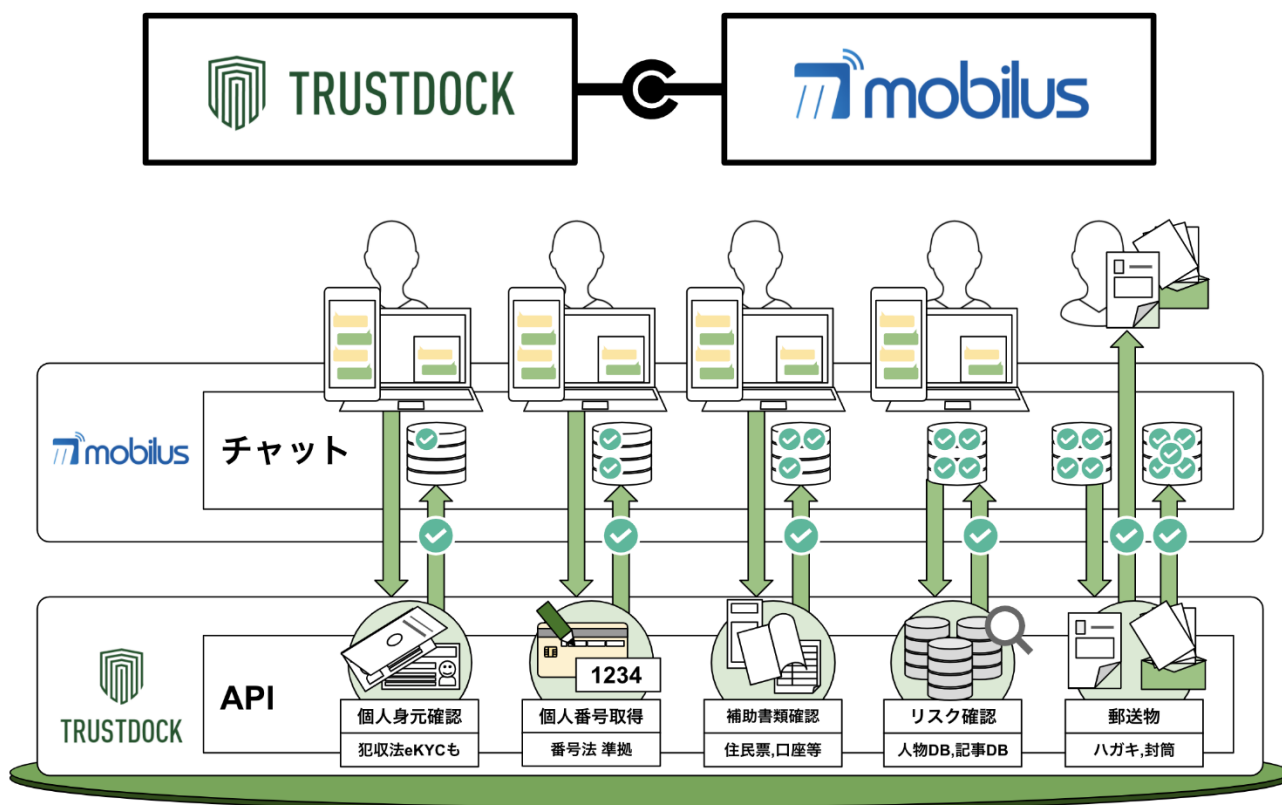 TRUSTDOCK
mobilus
mobilus
チャット
TRUSTDOCK
API
1234
個人身元確認
犯収法eKYCも
個人番号取得
番号法 準拠
補助書類確認
住民票,口座等
リスク確認
人物DB,記事DB
郵送物
ハガキ,封筒